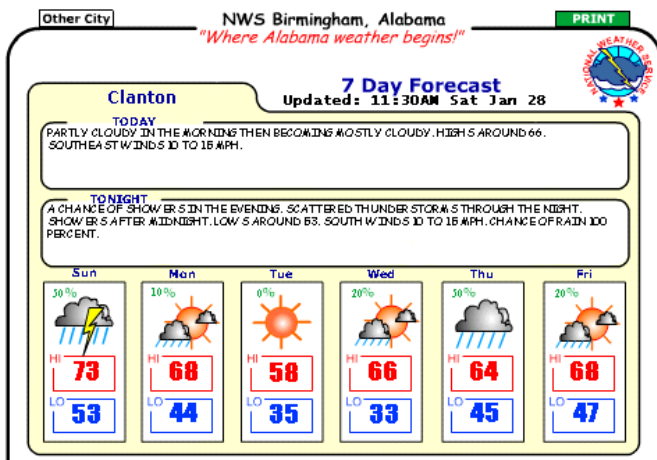 Other City
NWS Birmingham, Alabama
PRINT
"Where Alabama weather begins!"
NATIONAL WEATHER SERVICE
7 Day Forecast
Clanton
Updated: 11:30AM Sat Jan 28
TODAY
PARTLY CLOUDY IN THE MORNING THEN BECOMING MOSTLY CLOUDY. HIGHS AROUND 66.
SOUTHEAST WINDS 10 TO 15 MPH.
TONIGHT
A CHANCE OF SHOWERS IN THE EVENING. SCATTERED THUNDERSTORMS THROUGH THE NIGHT.
SHOWERS AFTER MIDNIGHT. LOWS AROUND 53. SOUTH WINDS 10 TO 15 MPH. CHANCE OF RAIN 100
PERCENT.
Sun Mon Tue Wed Thu Fri
50% 10% 0% 20% 50% 20%
HI 73 HI 68 HI 58 HI 66 HI 64 HI 68
LO 53 LO 44 LO 35 LO 33 LO 45 LO 47